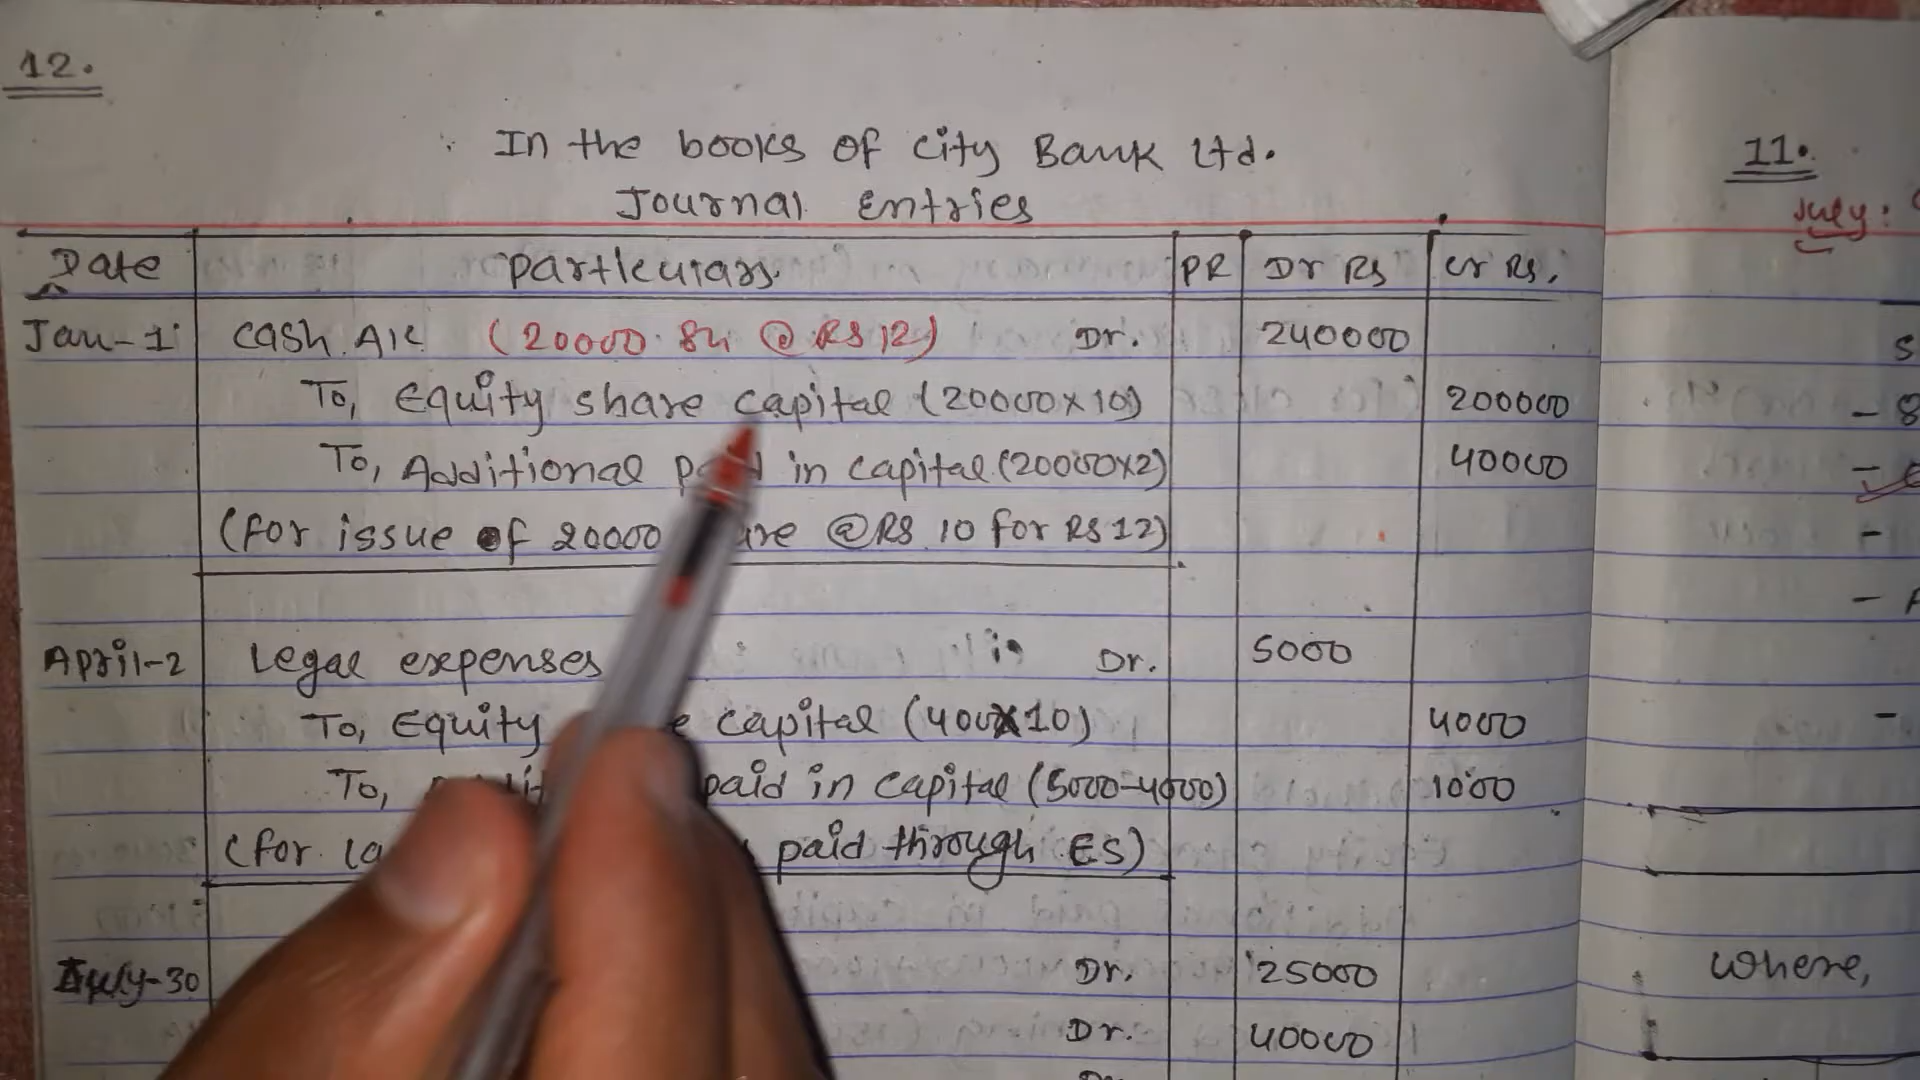 12.
In the books of City Bank Ltd.
Journal Entries
Date Particulars PR Dr Rs Cr Rs.
Jan-1 Cash A/c (20000 Sh @ Rs 12) Dr. 240000
To, Equity share capital (20000x10) 200000
To, Additional paid in capital (20000x2) 40000
(For issue of 20000 @Rs 10 for Rs 12)
April-2 Legal expenses Dr. 5000
To, Equity capital (400x10) 4000
To, paid in capital (5000-4000) 1000
(For paid through ES)
July-30 Dr. 25000
Dr. 40000
11.
July:
where,